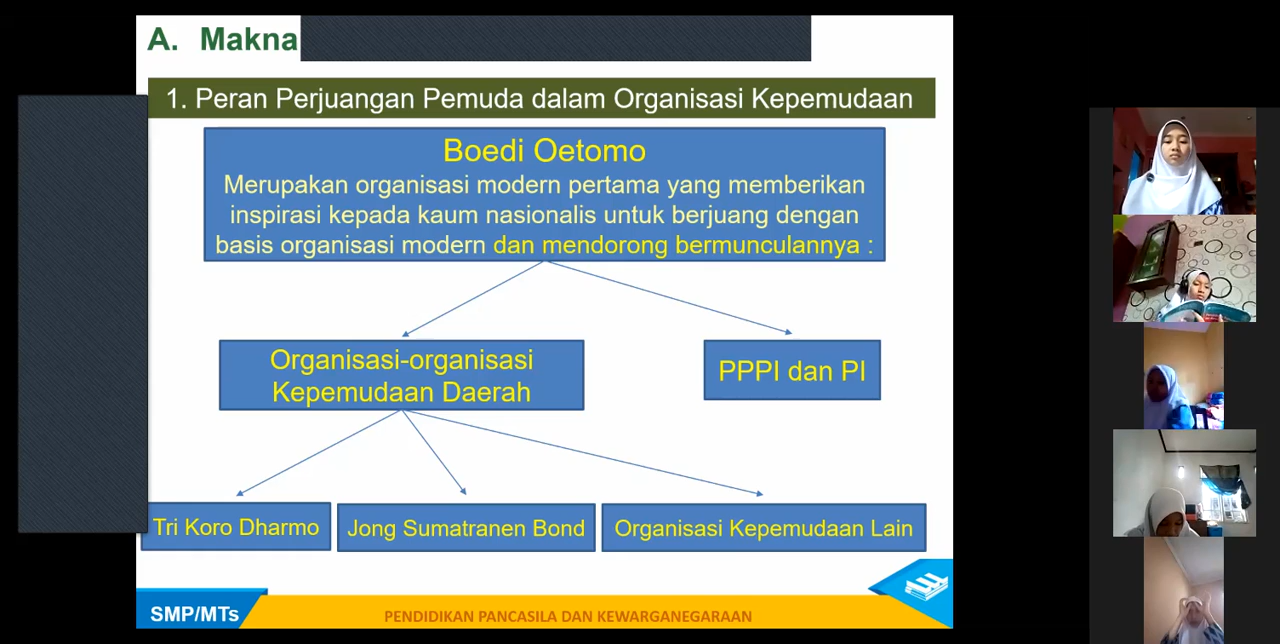 A. Makna
1. Peran Perjuangan Pemuda dalam Organisasi Kepemudaan
Boedi Oetomo
Merupakan organisasi modern pertama yang memberikan
inspirasi kepada kaum nasionalis untuk berjuang dengan
basis organisasi modern dan mendorong bermunculannya :
Organisasi-organisasi
Kepemudaan Daerah
PPPI dan PI
Tri Koro Dharmo
Jong Sumatranen Bond
Organisasi Kepemudaan Lain
SMP/MTs
PENDIDIKAN PANCASILA DAN KEWARGANEGARAAN